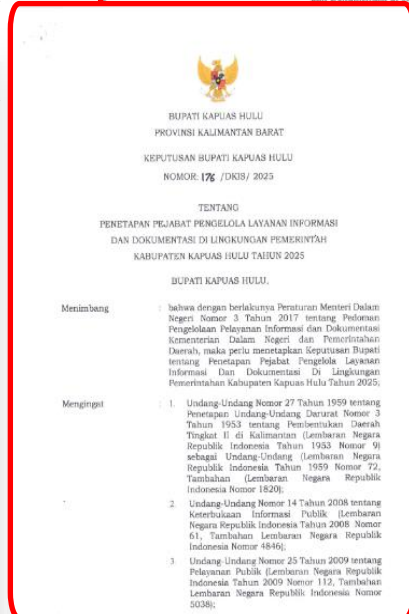 BUPATI KAPUAS HULU
PROVINSI KALIMANTAN BARAT
KEPUTUSAN BUPATI KAPUAS HULU
NOMOR: 176 /DKIS/ 2025
TENTANG
PENETAPAN PEJABAT PENGELOLA LAYANAN INFORMASI
DAN DOKUMENTASI DI LINGKUNGAN PEMERINTAH
KABUPATEN KAPUAS HULU TAHUN 2025
BUPATI KAPUAS HULU,
Menimbang : bahwa dengan berlakunya Peraturan Menteri Dalam
Negeri Nomor 3 Tahun 2017 tentang Pedoman
Pengelolaan Pelayanan Informasi dan Dokumentasi
Kementerian Dalam Negeri dan Pemerintahan
Daerah, maka perlu menetapkan Keputusan Bupati
tentang Penetapan Pejabat Pengelola Layanan
Informasi Dan Dokumentasi Di Lingkungan
Pemerintahan Kabupaten Kapuas Hulu Tahun 2025;
Mengingat : 1. Undang-Undang Nomor 27 Tahun 1959 tentang
Penetapan Undang-Undang Darurat Nomor 3
Tahun 1953 tentang Pembentukan Daerah
Tingkat II di Kalimantan (Lembaran Negara
Republik Indonesia Tahun 1953 Nomor 9)
sebagai Undang-Undang (Lembaran Negara
Republik Indonesia Tahun 1959 Nomor 72,
Tambahan (Lembaran Negara Republik
Indonesia Nomor 1820);
2 Undang-Undang Nomor 14 Tahun 2008 tentang
Keterbukaan Informasi Publik (Lembaran
Negara Republik Indonesia Tahun 2008 Nomor
61, Tambahan Lembaran Negara Republik
Indonesia Nomor 4846);
3 Undang-Undang Nomor 25 Tahun 2009 tentang
Pelayanan Publik (Lembaran Negara Republik
Indonesia Tahun 2009 Nomor 112, Tambahan
Lembaran Negara Republik Indonesia Nomor
5038);